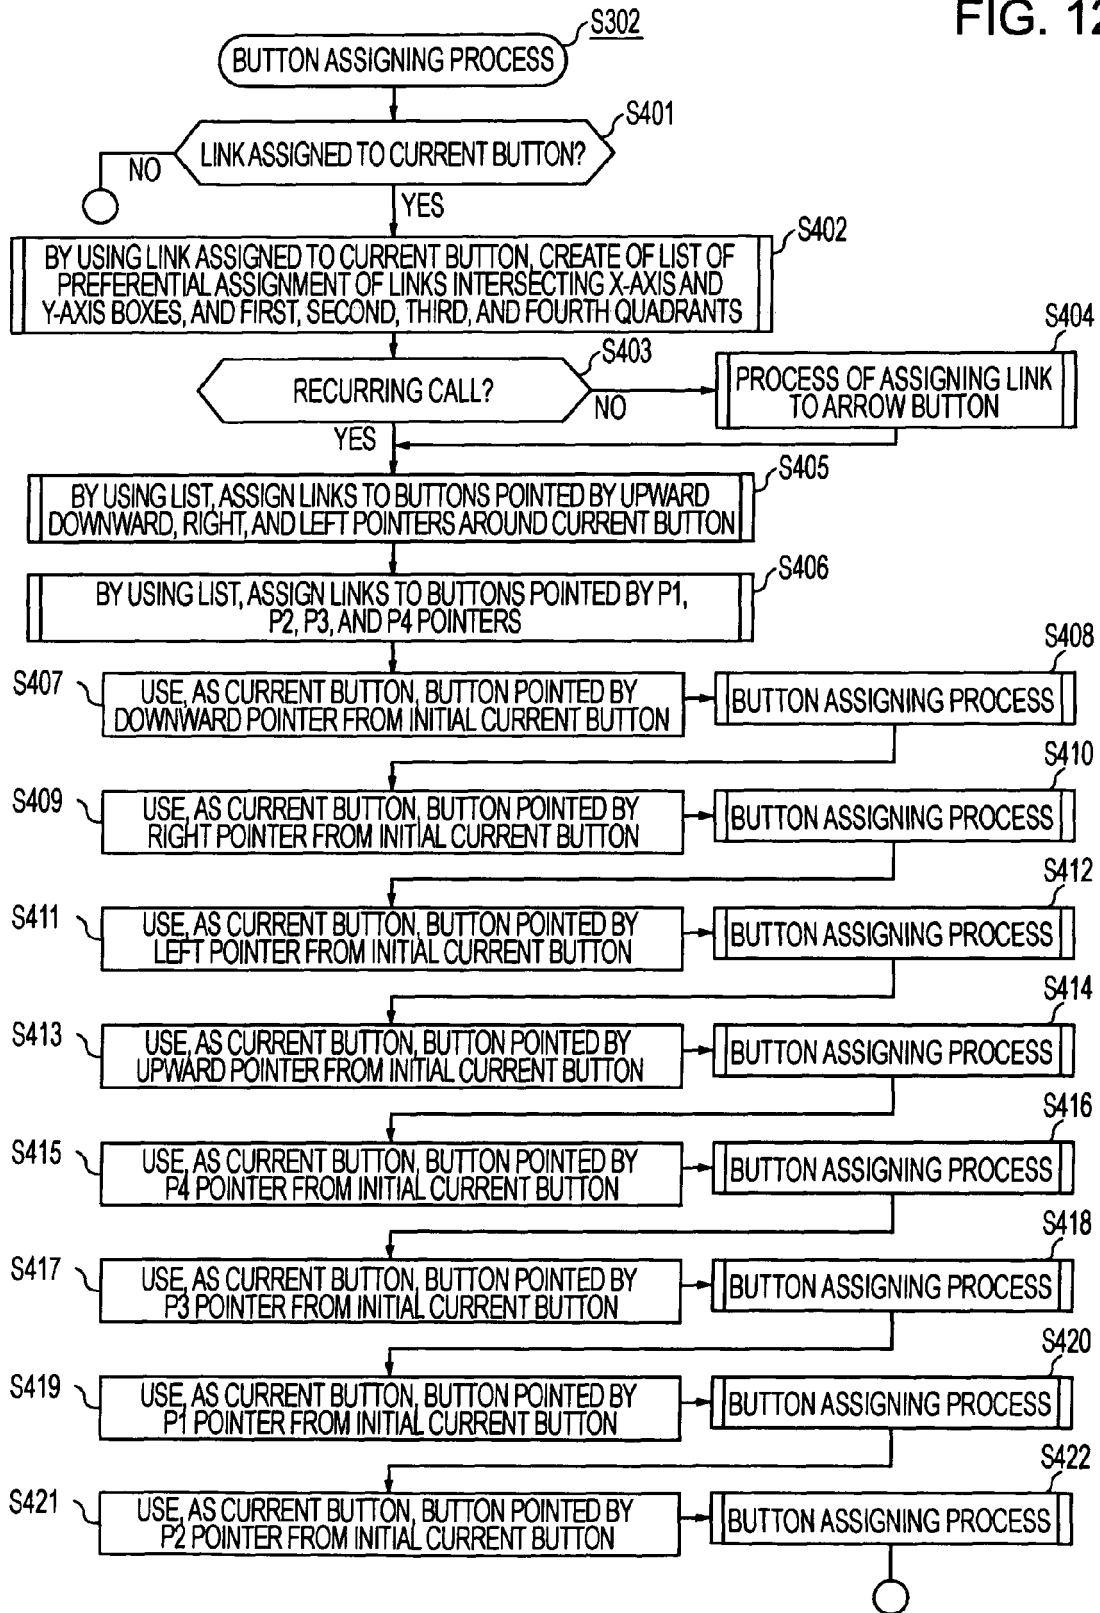 FIG. 12
S302
BUTTON ASSIGNING PROCESS
S401
LINK ASSIGNED TO CURRENT BUTTON?
NO
YES
S402
BY USING LINK ASSIGNED TO CURRENT BUTTON, CREATE OF LIST OF
PREFERENTIAL ASSIGNMENT OF LINKS INTERSECTING X-AXIS AND
Y-AXIS BOXES, AND FIRST, SECOND, THIRD, AND FOURTH QUADRANTS
S403
RECURRING CALL?
NO
YES
S404
PROCESS OF ASSIGNING LINK
TO ARROW BUTTON
S405
BY USING LIST, ASSIGN LINKS TO BUTTONS POINTED BY UPWARD
DOWNWARD, RIGHT, AND LEFT POINTERS AROUND CURRENT BUTTON
S406
BY USING LIST, ASSIGN LINKS TO BUTTONS POINTED BY P1,
P2, P3, AND P4 POINTERS
S407
USE, AS CURRENT BUTTON, BUTTON POINTED BY
DOWNWARD POINTER FROM INITIAL CURRENT BUTTON
S408
BUTTON ASSIGNING PROCESS
S409
USE, AS CURRENT BUTTON, BUTTON POINTED BY
RIGHT POINTER FROM INITIAL CURRENT BUTTON
S410
BUTTON ASSIGNING PROCESS
S411
USE, AS CURRENT BUTTON, BUTTON POINTED BY
LEFT POINTER FROM INITIAL CURRENT BUTTON
S412
BUTTON ASSIGNING PROCESS
S413
USE, AS CURRENT BUTTON, BUTTON POINTED BY
UPWARD POINTER FROM INITIAL CURRENT BUTTON
S414
BUTTON ASSIGNING PROCESS
S415
USE, AS CURRENT BUTTON, BUTTON POINTED BY
P4 POINTER FROM INITIAL CURRENT BUTTON
S416
BUTTON ASSIGNING PROCESS
S417
USE, AS CURRENT BUTTON, BUTTON POINTED BY
P3 POINTER FROM INITIAL CURRENT BUTTON
S418
BUTTON ASSIGNING PROCESS
S419
USE, AS CURRENT BUTTON, BUTTON POINTED BY
P1 POINTER FROM INITIAL CURRENT BUTTON
S420
BUTTON ASSIGNING PROCESS
S421
USE, AS CURRENT BUTTON, BUTTON POINTED BY
P2 POINTER FROM INITIAL CURRENT BUTTON
S422
BUTTON ASSIGNING PROCESS